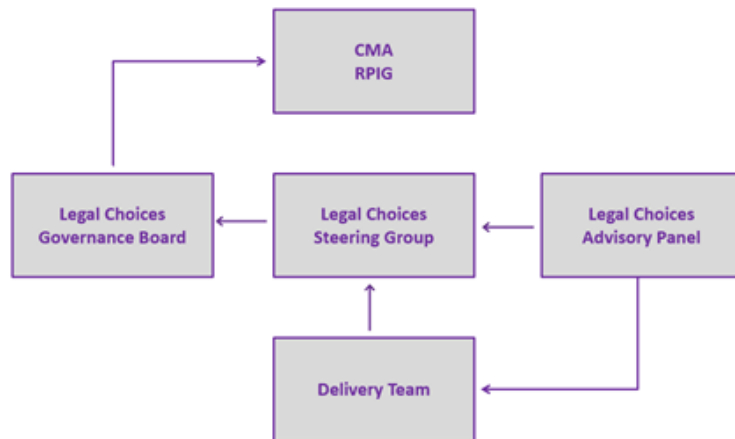 CMA
RPIG
Legal Choices
Governance Board
Legal Choices
Steering Group
Legal Choices
Advisory Panel
Delivery Team